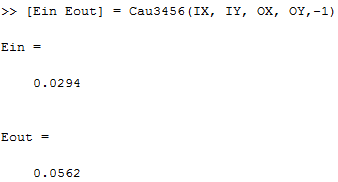 >> [Ein Eout] = Cau3456(IX, IY, OX, OY,-1)
Ein =
0.0294
Eout =
0.0562